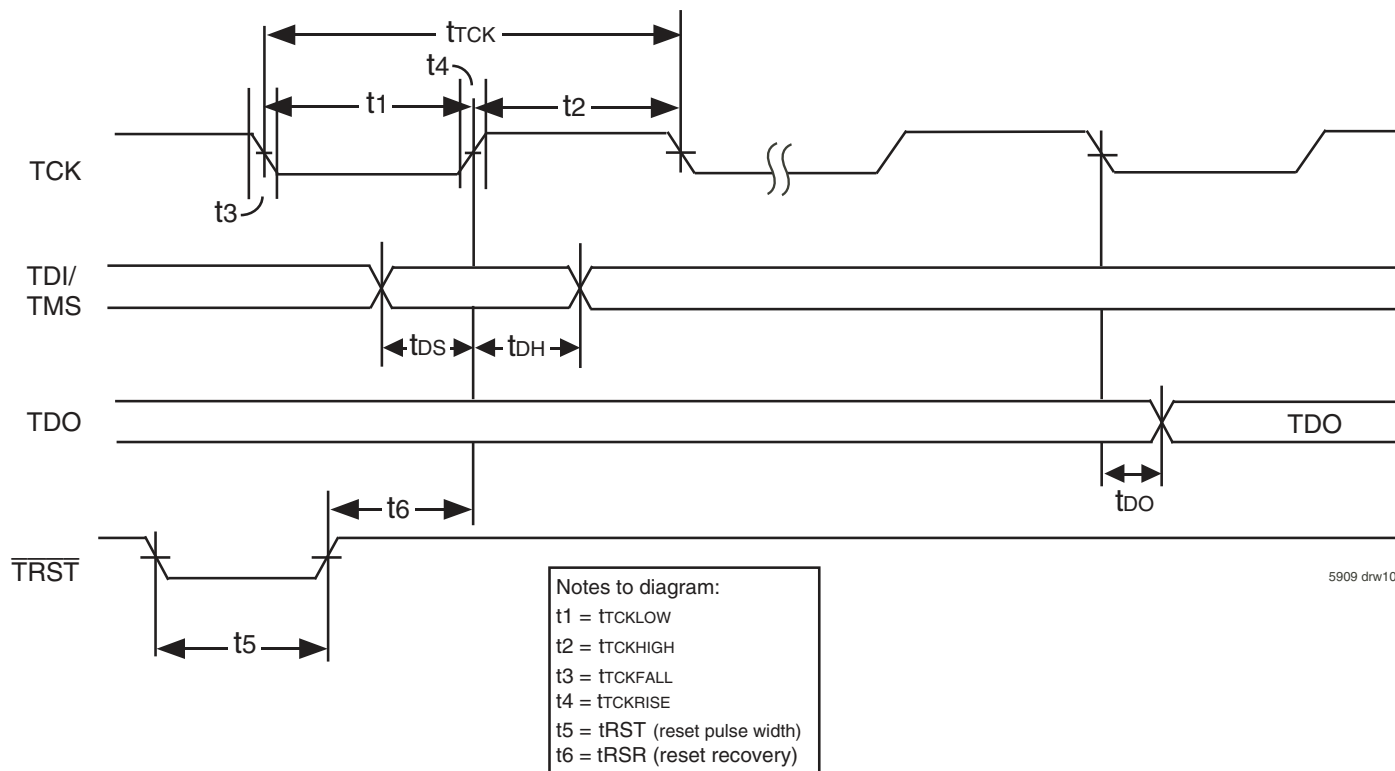 tTCK
t4
t1
t2
TCK
t3
TDI/
TMS
tDS
tDH
TDO
TDO
tDO
t6
TRST
5909 drw10
t5
Notes to diagram:
t1 = tTCKLOW
t2 = tTCKHIGH
t3 = tTCKFALL
t4 = tTCKRISE
t5 = tRST (reset pulse width)
t6 = tRSR (reset recovery)